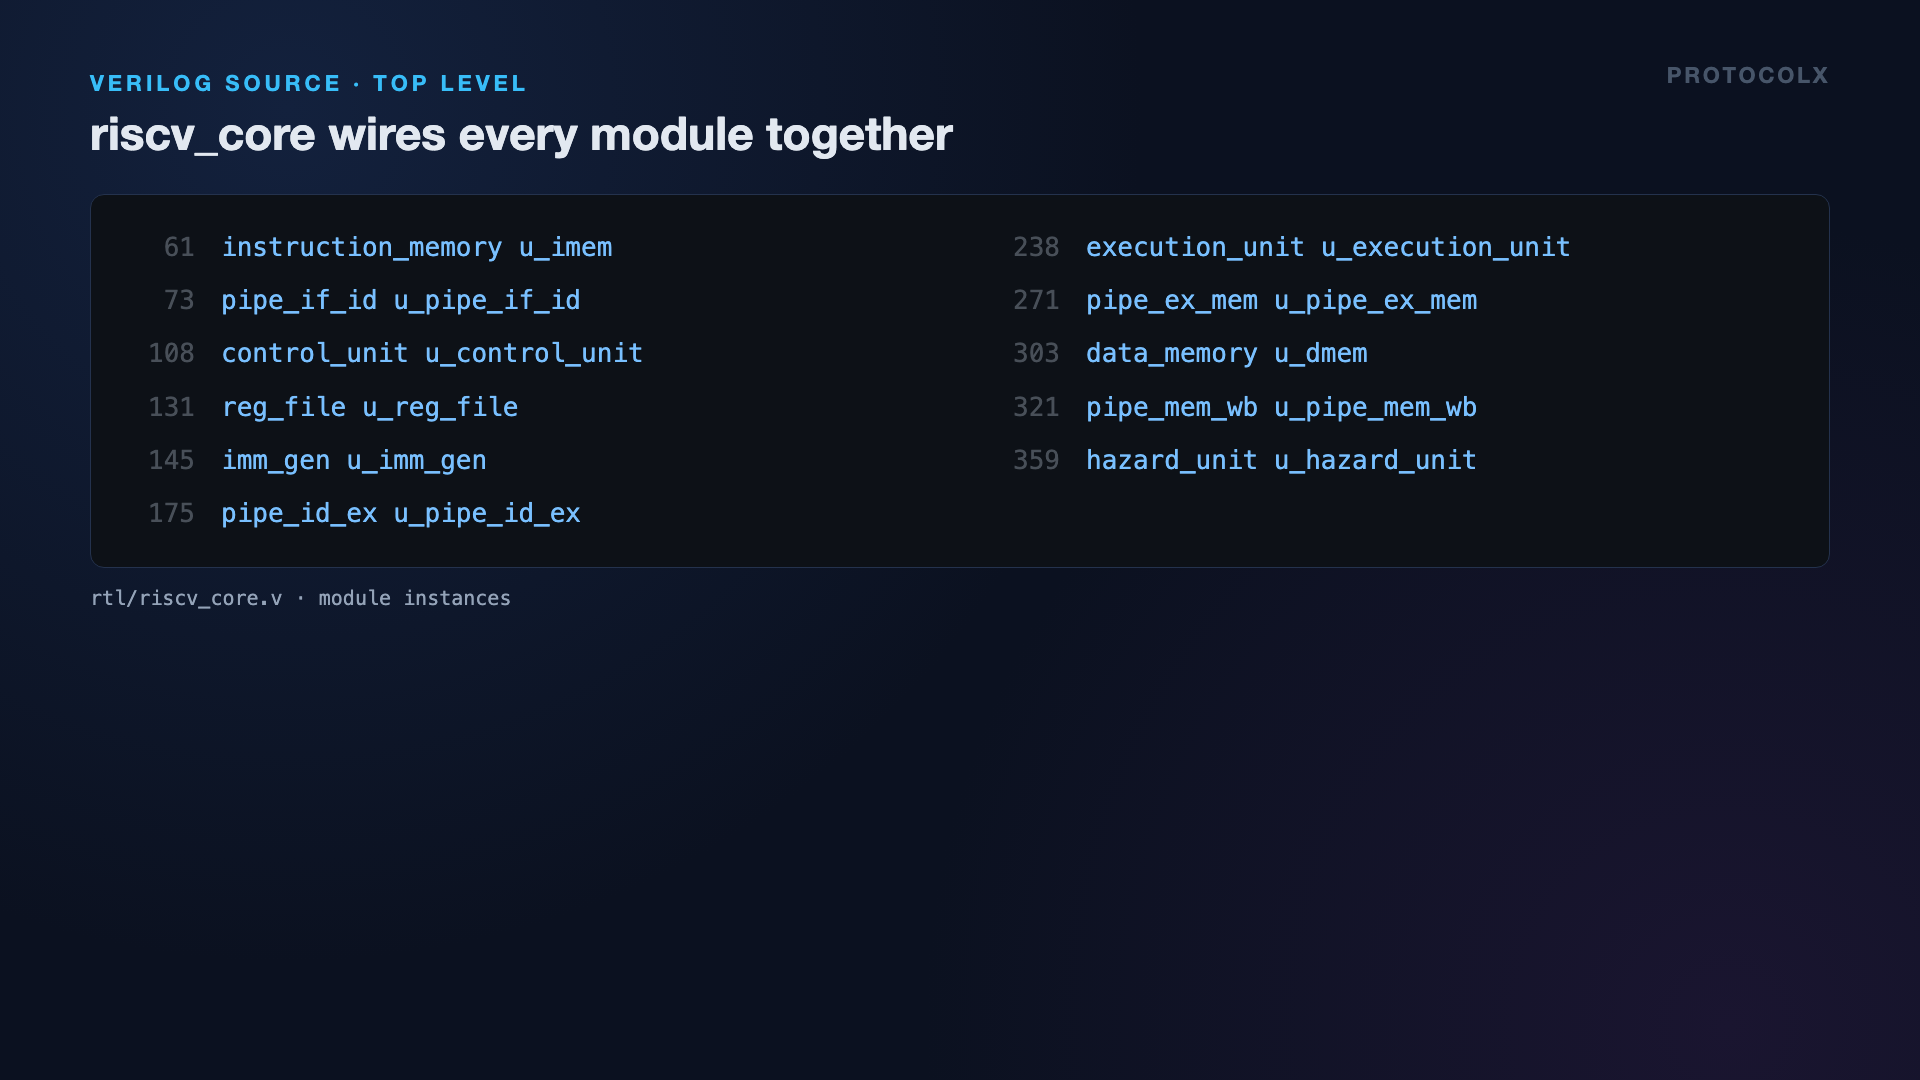 VERILOG SOURCE · TOP LEVEL
PROTOCOLX
riscv_core wires every module together
61 instruction_memory u_imem
73 pipe_if_id u_pipe_if_id
108 control_unit u_control_unit
131 reg_file u_reg_file
145 imm_gen u_imm_gen
175 pipe_id_ex u_pipe_id_ex
238 execution_unit u_execution_unit
271 pipe_ex_mem u_pipe_ex_mem
303 data_memory u_dmem
321 pipe_mem_wb u_pipe_mem_wb
359 hazard_unit u_hazard_unit
rtl/riscv_core.v · module instances